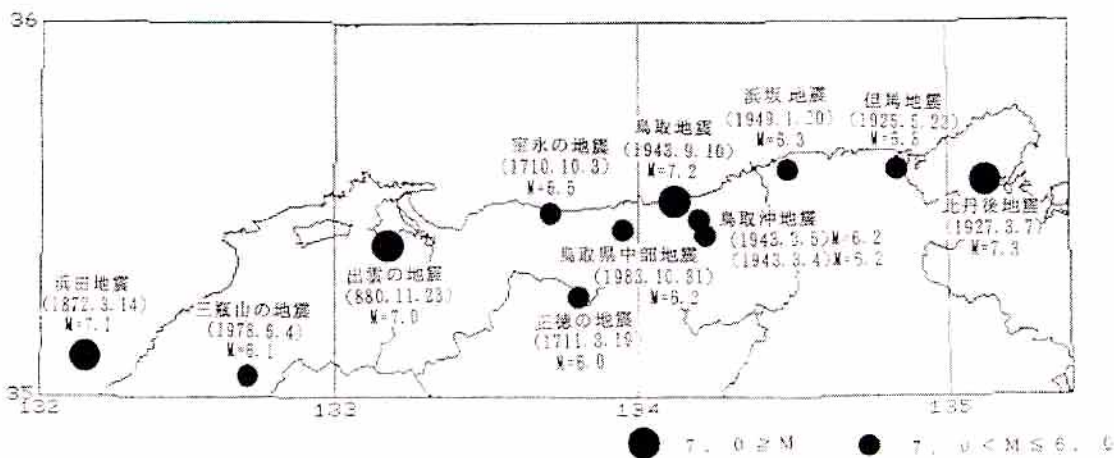 36
浜坂地震
(1949.1.20)
M=6.3
但馬地震
(1925.5.23)
M=6.8
鳥取地震
(1943.9.10)
M=7.2
宝永の地震
(1710.10.3)
北丹後地震
(1927.3.7)
M=7.3
鳥取沖地震
(1943.3.5)M=6.2
(1943.3.4)
鳥取県中部地震
(1983.10.31)
M=6.2
出雲の地震
(880.11.23)
M=7.0
浜田地震
(1872.3.14)
M=7.1
三瓶山の地震
(1978.6.4)
M=6.1
正徳の地震
(1711.3.19)
M=6.0
35
132 133 134 135
7.0≧M 7.0<M≦6.0